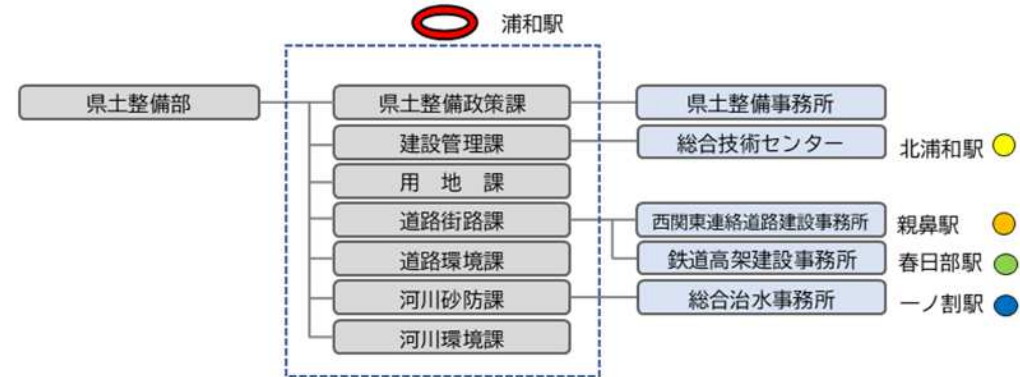 浦和駅
県土整備部
県土整備政策課
県土整備事務所
建設管理課
総合技術センター
北浦和駅
用　地　課
道路街路課
西関東連絡道路建設事務所
親鼻駅
道路環境課
鉄道高架建設事務所
春日部駅
河川砂防課
総合治水事務所
一ノ割駅
河川環境課